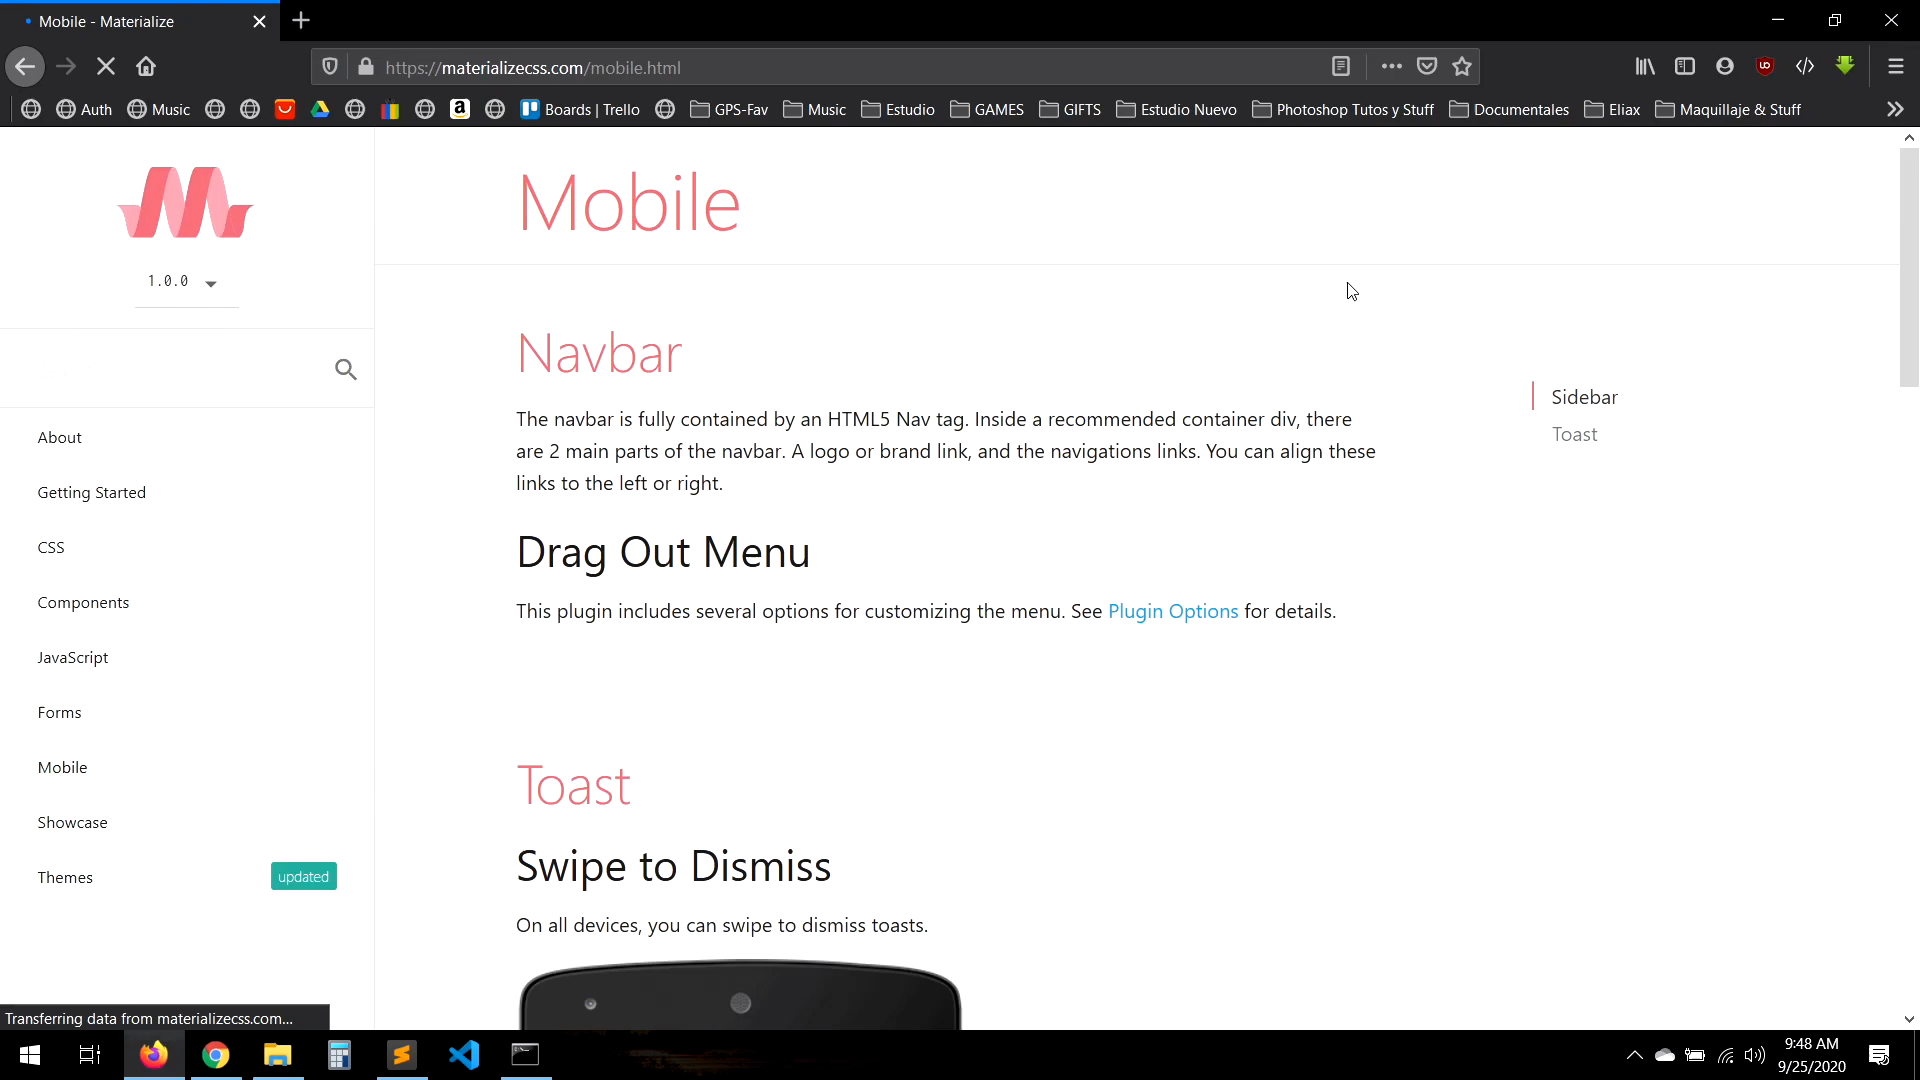 Mobile - Materialize
https://materializecss.com/mobile.html
Auth
Music
Boards | Trello
GPS-Fav
Music
Estudio
GAMES
GIFTS
Estudio Nuevo
Photoshop Tutos y Stuff
Documentales
Eliax
Maquillaje & Stuff
1.0.0
About
Getting Started
CSS
Components
JavaScript
Forms
Mobile
Showcase
Themes
updated
Mobile
Navbar
The navbar is fully contained by an HTML5 Nav tag. Inside a recommended container div, there
are 2 main parts of the navbar. A logo or brand link, and the navigations links. You can align these
links to the left or right.
Drag Out Menu
This plugin includes several options for customizing the menu. See Plugin Options for details.
Toast
Swipe to Dismiss
On all devices, you can swipe to dismiss toasts.
Sidebar
Toast
Transferring data from materializecss.com...
9:48 AM
9/25/2020